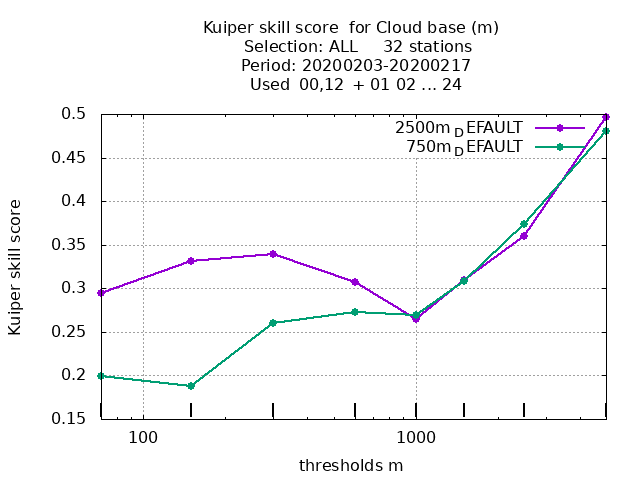 Kuiper skill score  for Cloud base (m)
Selection: ALL     32 stations
Period: 20200203-20200217
Used  00,12  + 01 02 ... 24
2500m_DEFAULT
750m_DEFAULT
0.5
0.45
0.4
0.35
0.3
0.25
0.2
0.15
Kuiper skill score
100
1000
thresholds m